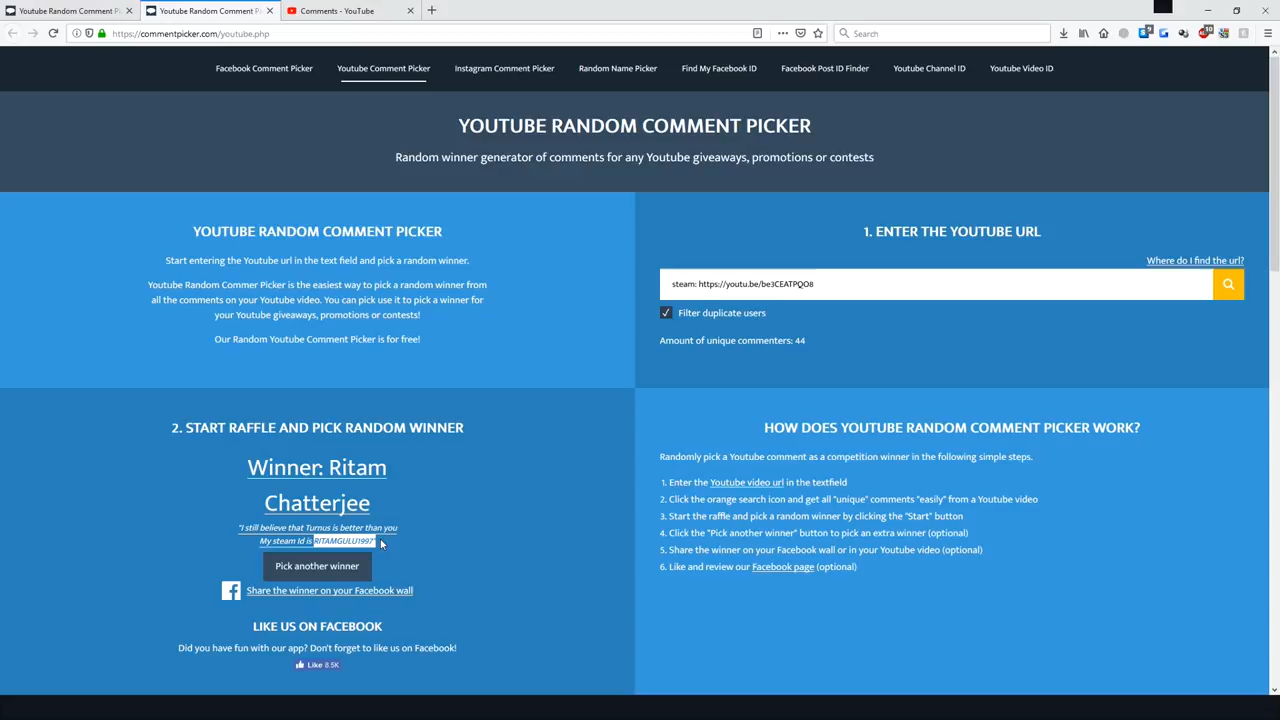 Youtube Random Comment P
Youtube Random Comment P
Comments - YouTube
https://commentpicker.com/youtube.php
Search
Facebook Comment Picker
Youtube Comment Picker
Instagram Comment Picker
Random Name Picker
Find My Facebook ID
Facebook Post ID Finder
Youtube Channel ID
Youtube Video ID
YOUTUBE RANDOM COMMENT PICKER
Random winner generator of comments for any Youtube giveaways, promotions or contests
YOUTUBE RANDOM COMMENT PICKER
Start entering the Youtube url in the text field and pick a random winner.
Youtube Random Commer Picker is the easiest way to pick a random winner from
all the comments on your Youtube video. You can pick use it to pick a winner for
your Youtube giveaways, promotions or contests!
Our Random Youtube Comment Picker is for free!
1. ENTER THE YOUTUBE URL
Where do I find the url?
steam: https://youtu.be/be3CEATPQO8
Filter duplicate users
Amount of unique commenters: 44
2. START RAFFLE AND PICK RANDOM WINNER
Winner: Ritam
Chatterjee
"I still believe that Turnus is better than you
My steam Id is RITAMGULU1997"
Pick another winner
Share the winner on your Facebook wall
LIKE US ON FACEBOOK
Did you have fun with our app? Don't forget to like us on Facebook!
Like 8.5K
HOW DOES YOUTUBE RANDOM COMMENT PICKER WORK?
Randomly pick a Youtube comment as a competition winner in the following simple steps.
1. Enter the Youtube video url in the textfield
2. Click the orange search icon and get all "unique" comments "easily" from a Youtube video
3. Start the raffle and pick a random winner by clicking the "Start" button
4. Click the "Pick another winner" button to pick an extra winner (optional)
5. Share the winner on your Facebook wall or in your Youtube video (optional)
6. Like and review our Facebook page (optional)